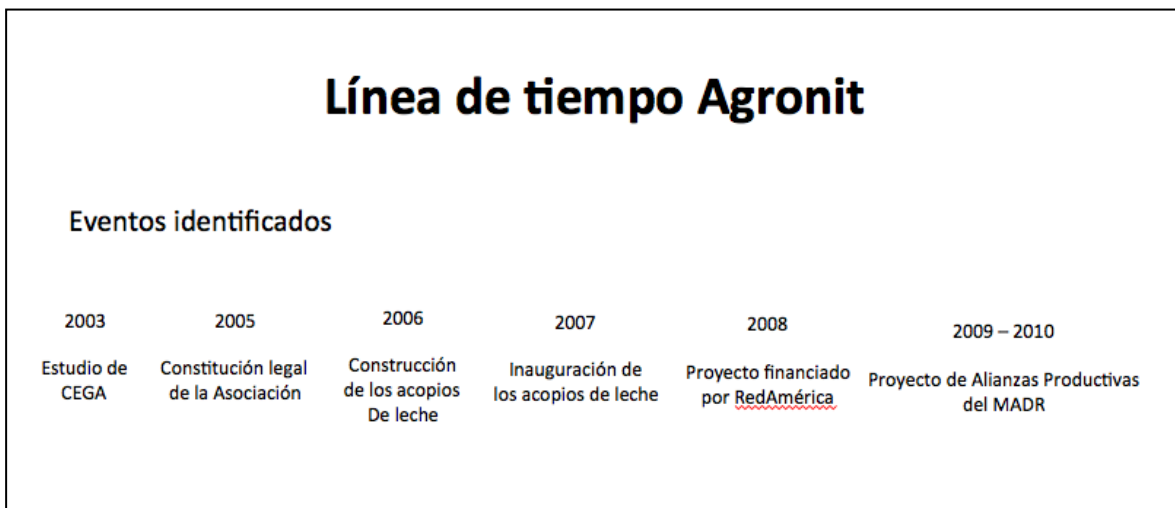 Línea de tiempo Agronit
Eventos identificados
2003
Estudio de
CEGA
2005
Constitución legal
de la Asociación
2006
Construcción
de los acopios
De leche
2007
Inauguración de
los acopios de leche
2008
Proyecto financiado
por RedAmérica
2009 – 2010
Proyecto de Alianzas Productivas
del MADR